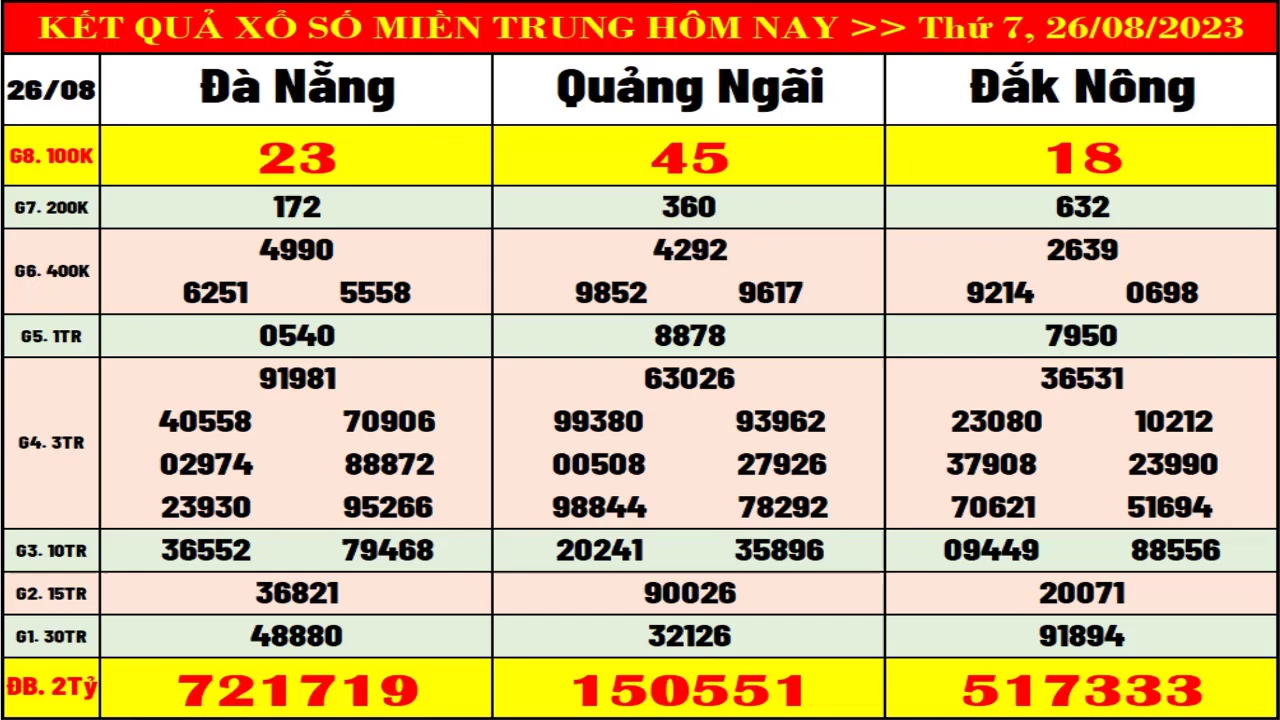 KẾT QUẢ XỔ SỐ MIỀN TRUNG HÔM NAY >> Thứ 7, 26/08/2023
26/08 Đà Nẵng Quảng Ngãi Đắk Nông
G8. 100K 23 45 18
G7. 200K 172 360 632
4990 4292 2639
G6. 400K
6251 5558 9852 9617 9214 0698
G5. 1TR 0540 8878 7950
91981 63026 36531
40558 70906 99380 93962 23080 10212
G4. 3TR
02974 88872 00508 27926 37908 23990
23930 95266 98844 78292 70621 51694
G3. 10TR 36552 79468 20241 35896 09449 88556
G2. 15TR 36821 90026 20071
G1. 30TR 48880 32126 91894
ĐB. 2Tỷ 721719 150551 517333